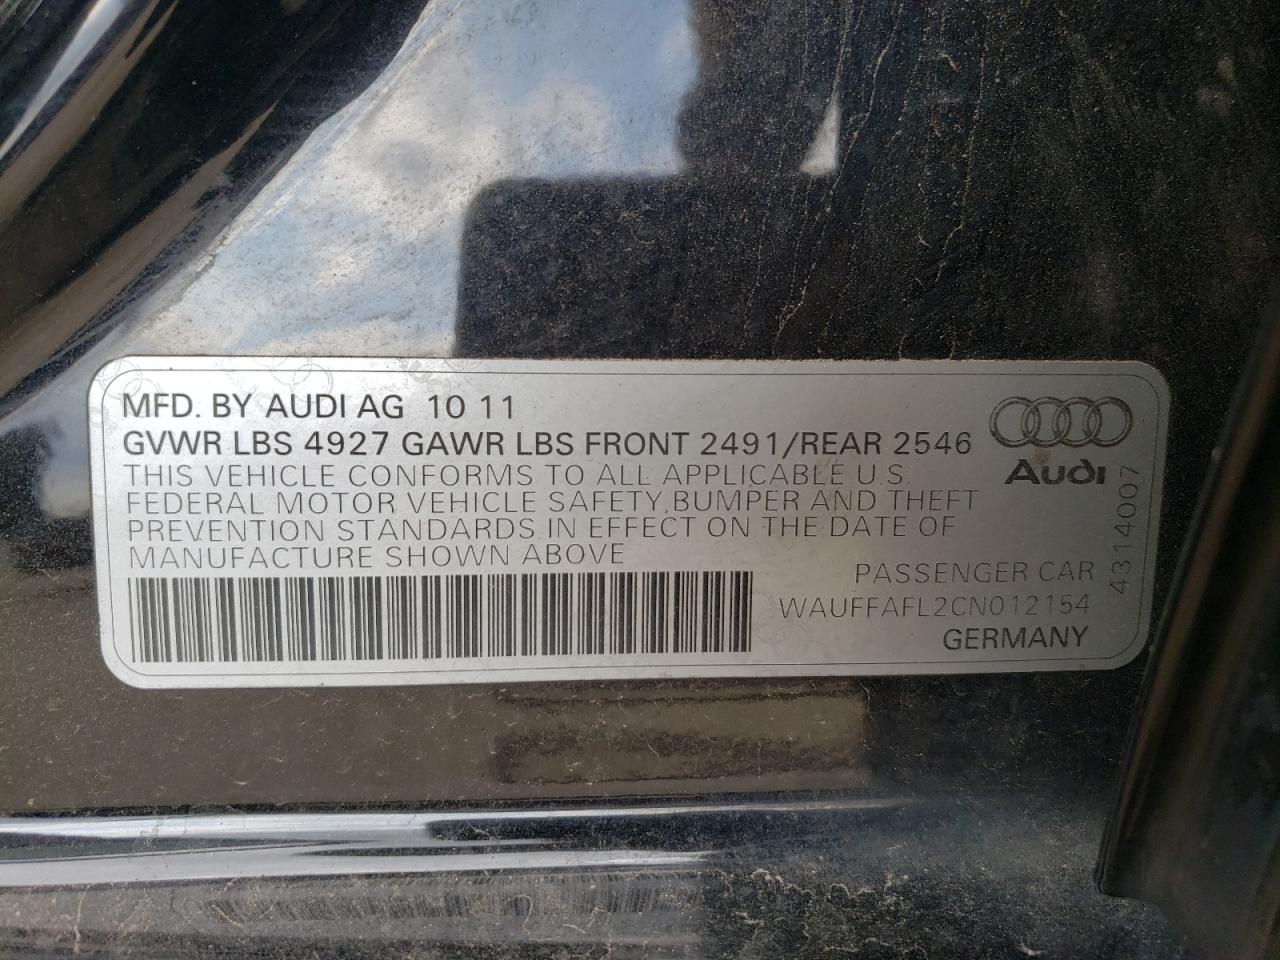 MFD. BY AUDI AG 10 11
GVWR LBS 4927 GAWR LBS FRONT 2491/REAR 2546
THIS VEHICLE CONFORMS TO ALL APPLICABLE U.S.
FEDERAL MOTOR VEHICLE SAFETY, BUMPER AND THEFT
PREVENTION STANDARDS IN EFFECT ON THE DATE OF
MANUFACTURE SHOWN ABOVE
Audi
4314007
PASSENGER CAR
WAUFFAFL2CN012154
GERMANY